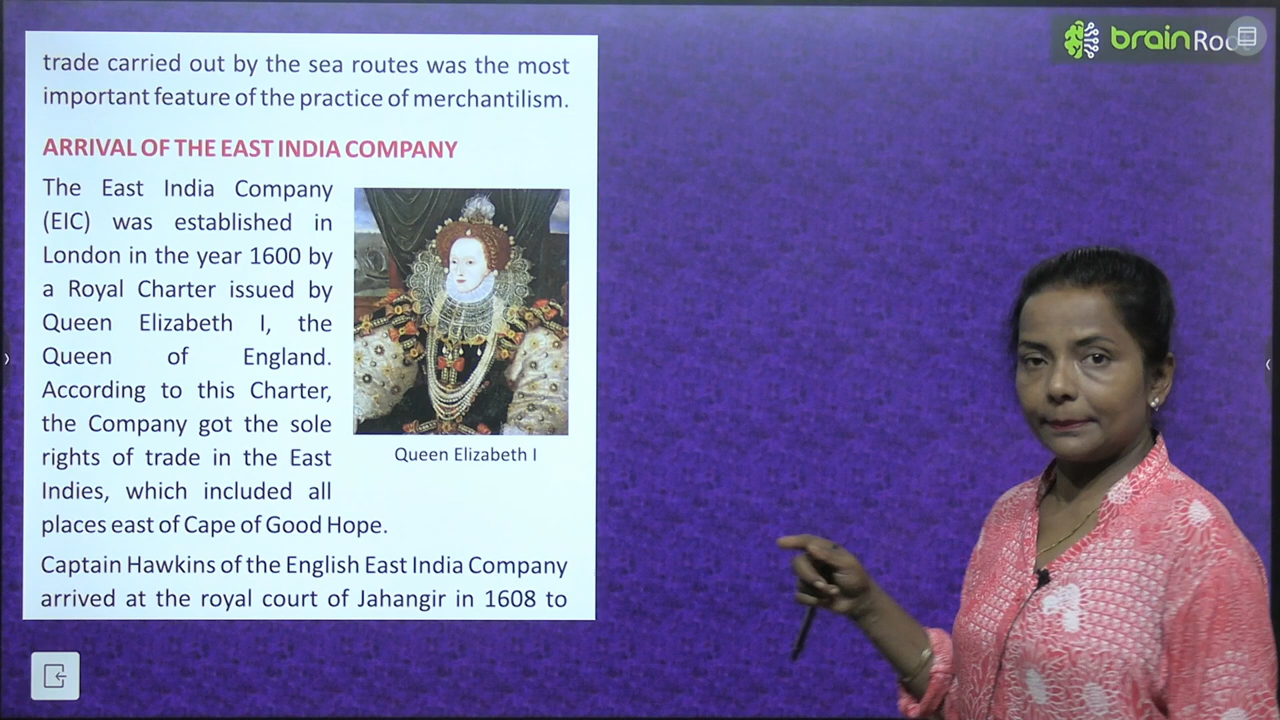 brainRoot
trade carried out by the sea routes was the most
important feature of the practice of merchantilism.
ARRIVAL OF THE EAST INDIA COMPANY
The East India Company
(EIC) was established in
London in the year 1600 by
a Royal Charter issued by
Queen Elizabeth I, the
Queen of England.
According to this Charter,
the Company got the sole
rights of trade in the East
Indies, which included all
places east of Cape of Good Hope.
Queen Elizabeth I
Captain Hawkins of the English East India Company
arrived at the royal court of Jahangir in 1608 to